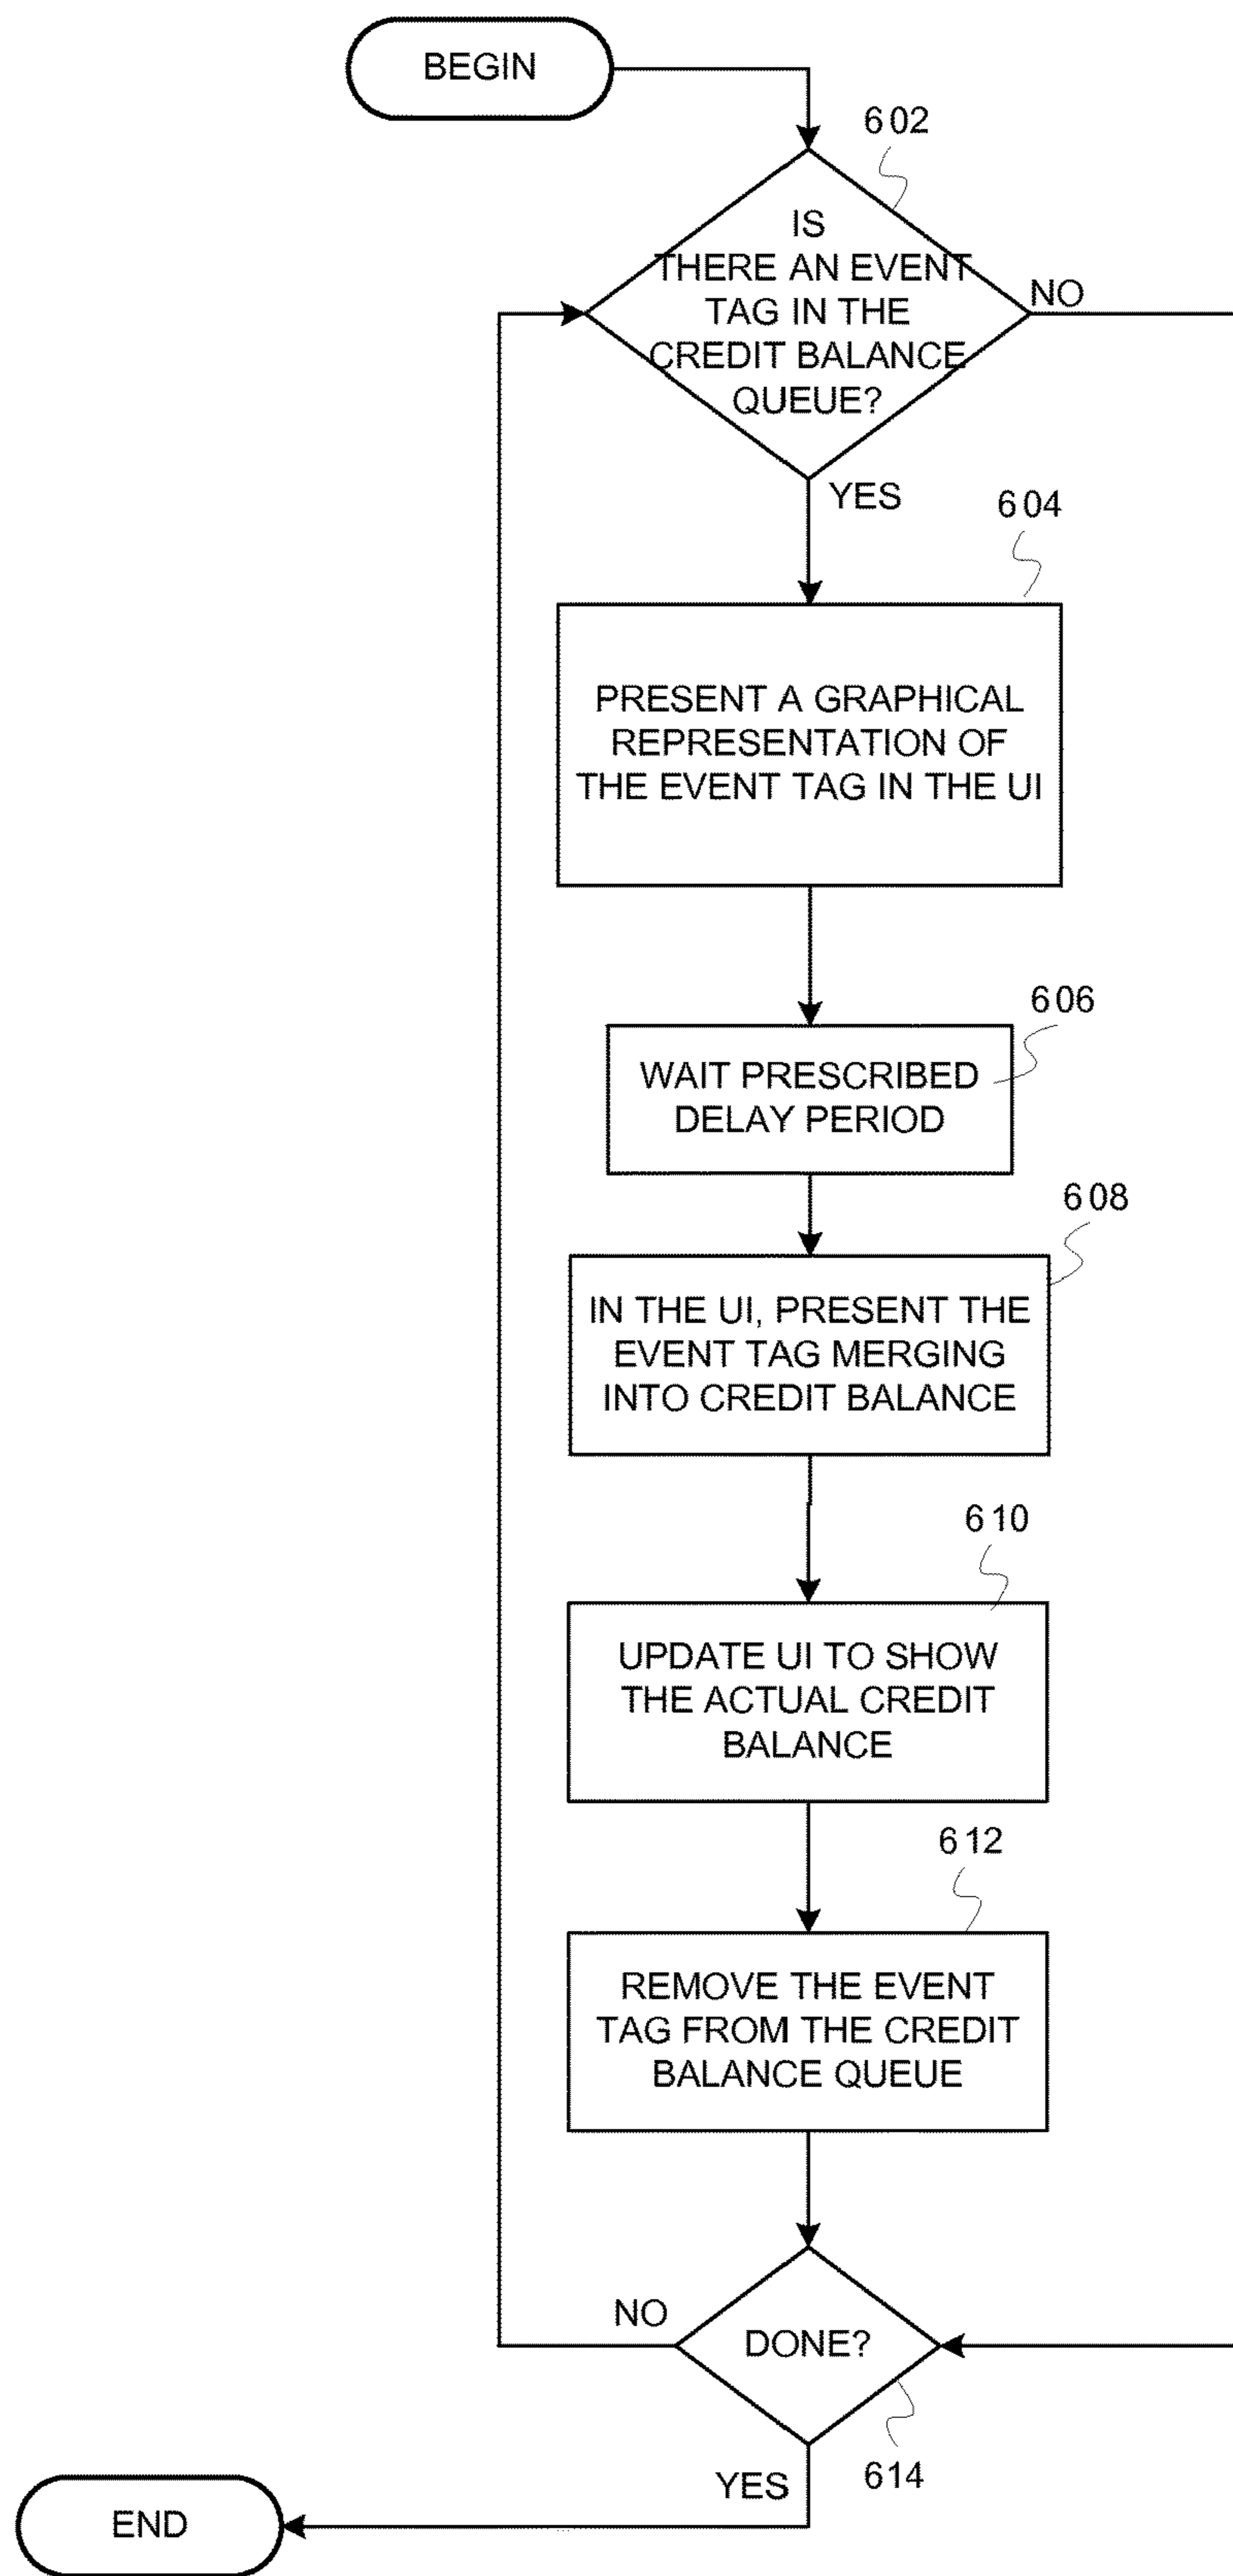 BEGIN
602
IS
THERE AN EVENT
TAG IN THE
CREDIT BALANCE
QUEUE?
NO
YES
604
PRESENT A GRAPHICAL
REPRESENTATION OF
THE EVENT TAG IN THE UI
606
WAIT PRESCRIBED
DELAY PERIOD
608
IN THE UI, PRESENT THE
EVENT TAG MERGING
INTO CREDIT BALANCE
610
UPDATE UI TO SHOW
THE ACTUAL CREDIT
BALANCE
612
REMOVE THE EVENT
TAG FROM THE CREDIT
BALANCE QUEUE
NO
DONE?
614
YES
END